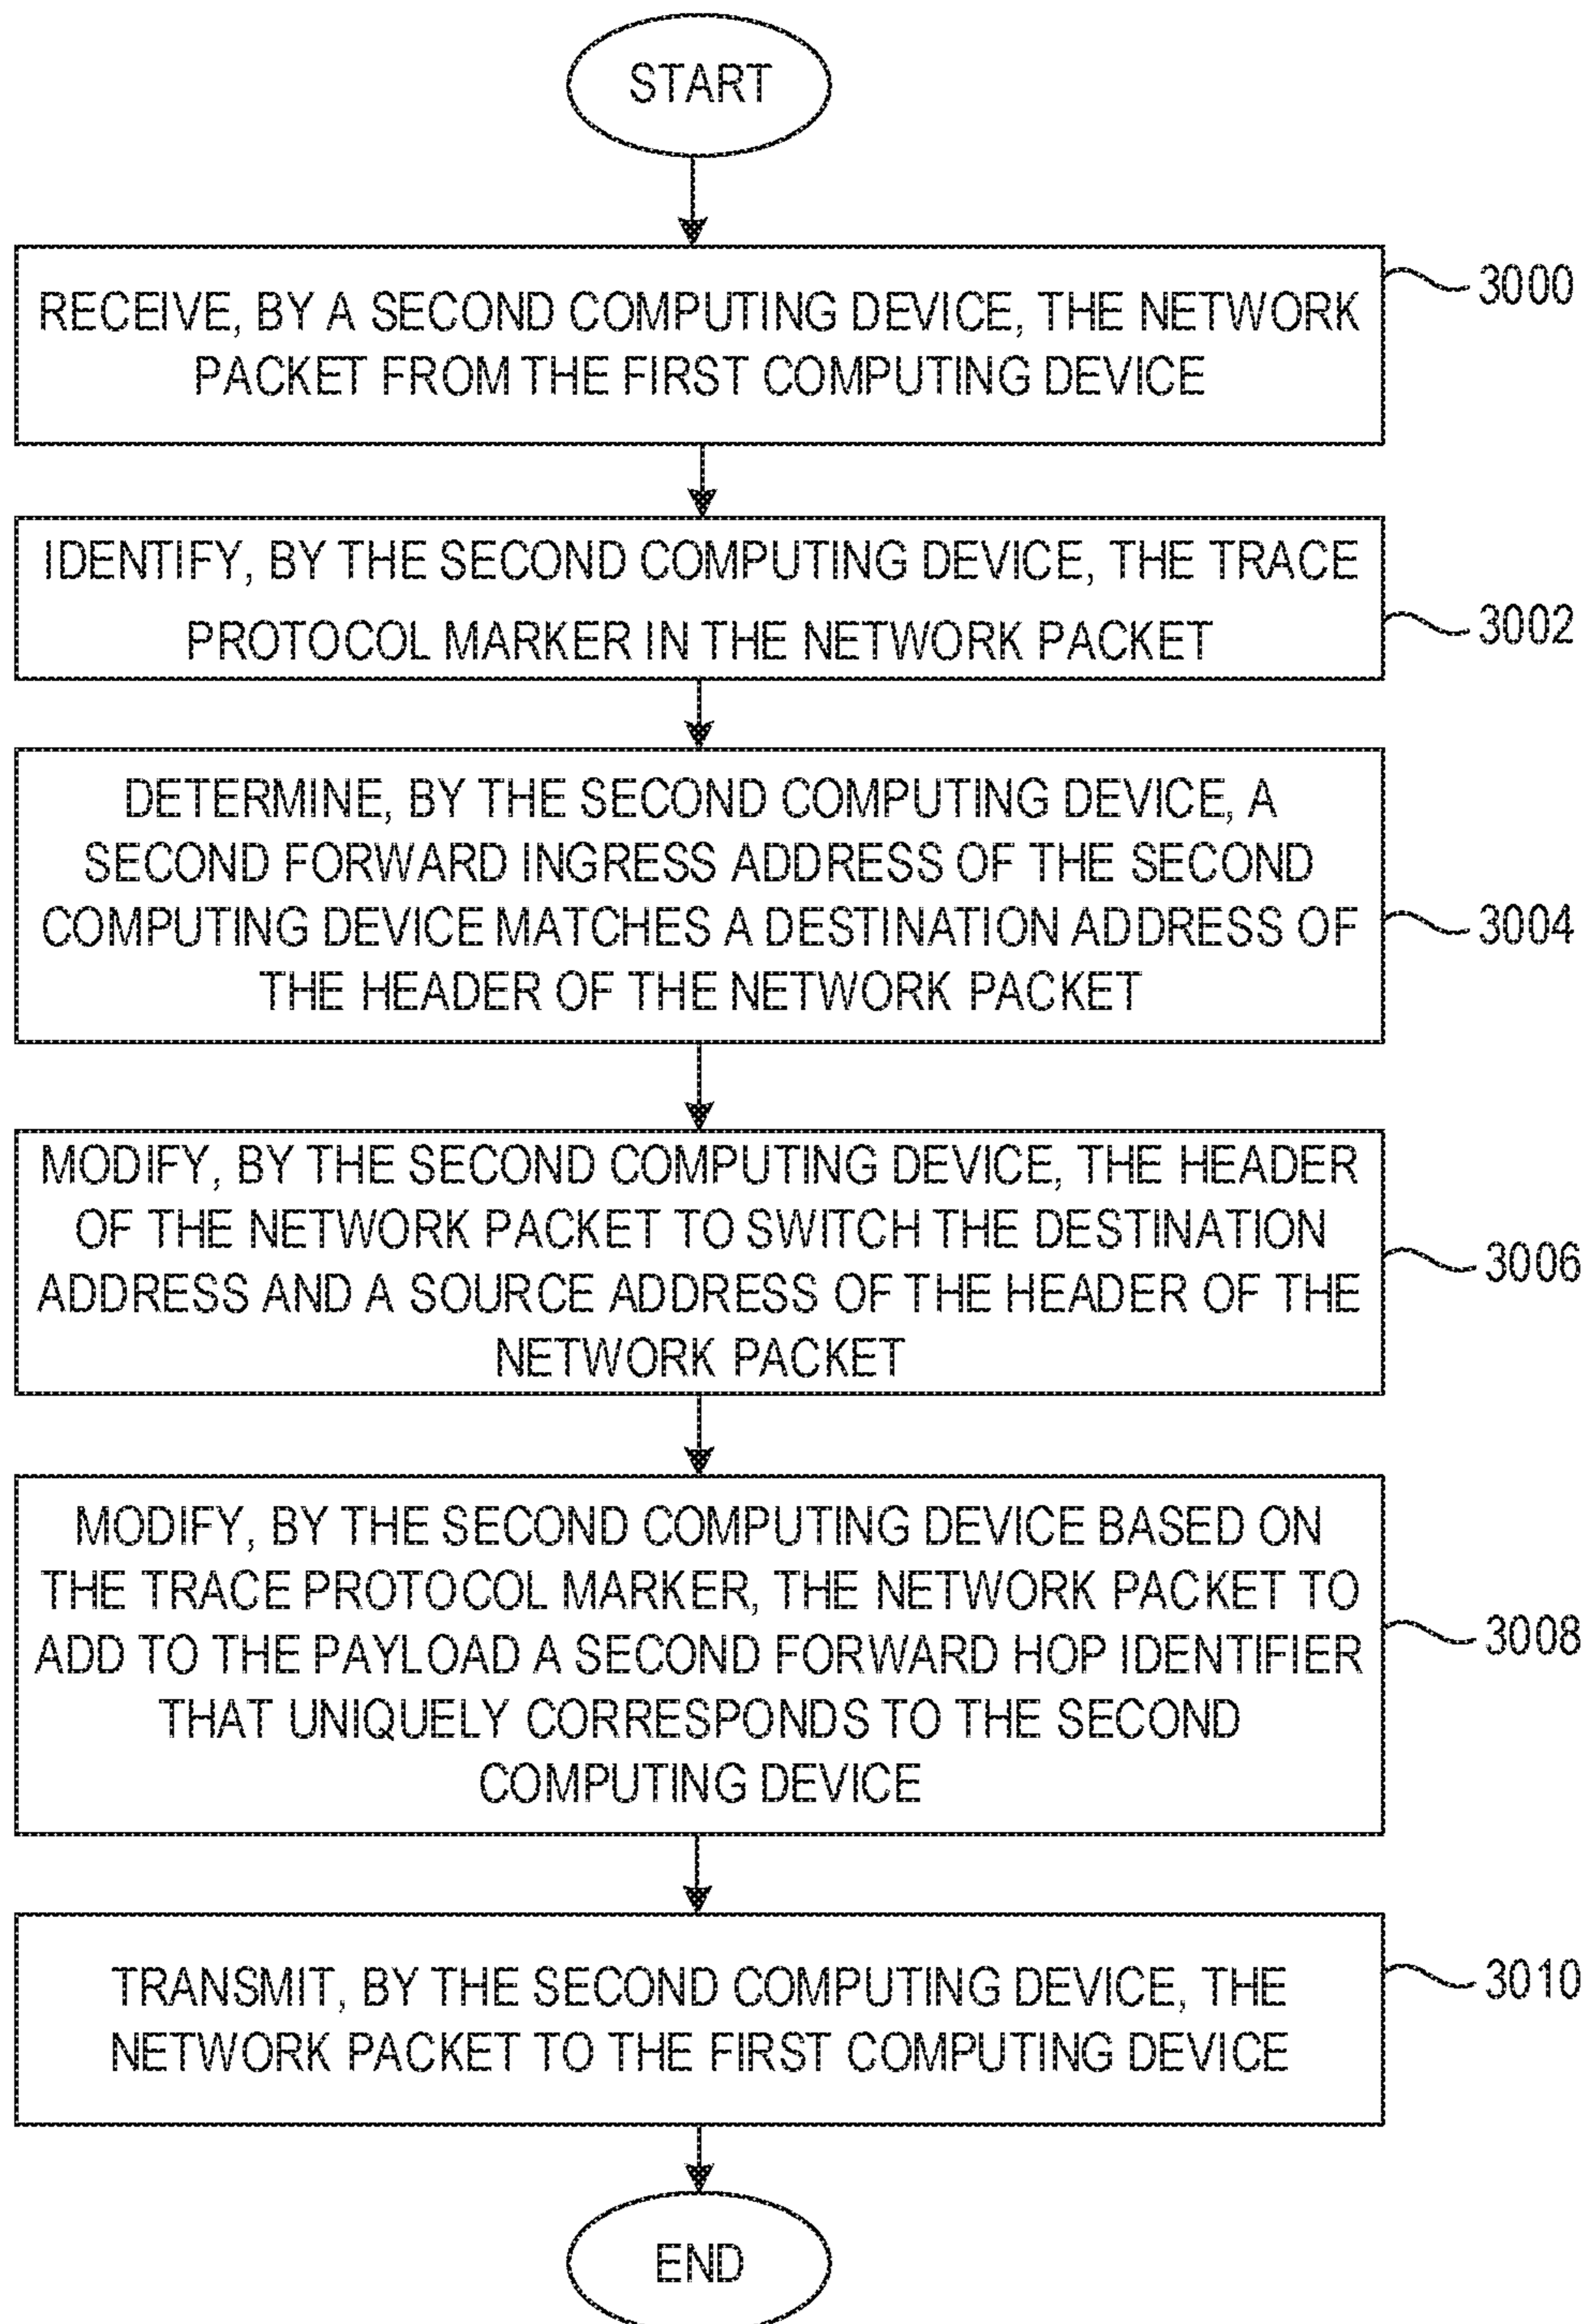 START
RECEIVE, BY A SECOND COMPUTING DEVICE, THE NETWORK
PACKET FROM THE FIRST COMPUTING DEVICE
3000
IDENTIFY, BY THE SECOND COMPUTING DEVICE, THE TRACE
PROTOCOL MARKER IN THE NETWORK PACKET
3002
DETERMINE, BY THE SECOND COMPUTING DEVICE, A
SECOND FORWARD INGRESS ADDRESS OF THE SECOND
COMPUTING DEVICE MATCHES A DESTINATION ADDRESS OF
THE HEADER OF THE NETWORK PACKET
3004
MODIFY, BY THE SECOND COMPUTING DEVICE, THE HEADER
OF THE NETWORK PACKET TO SWITCH THE DESTINATION
ADDRESS AND A SOURCE ADDRESS OF THE HEADER OF THE
NETWORK PACKET
3006
MODIFY, BY THE SECOND COMPUTING DEVICE BASED ON
THE TRACE PROTOCOL MARKER, THE NETWORK PACKET TO
ADD TO THE PAYLOAD A SECOND FORWARD HOP IDENTIFIER
THAT UNIQUELY CORRESPONDS TO THE SECOND
COMPUTING DEVICE
3008
TRANSMIT, BY THE SECOND COMPUTING DEVICE, THE
NETWORK PACKET TO THE FIRST COMPUTING DEVICE
3010
END